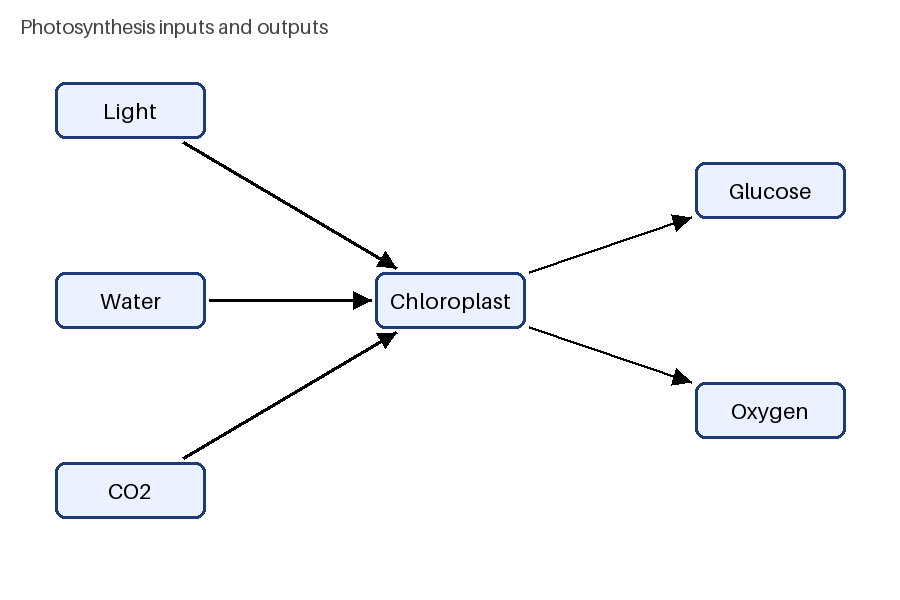 Photosynthesis inputs and outputs
Light
Glucose
Water
Chloroplast
Oxygen
CO2